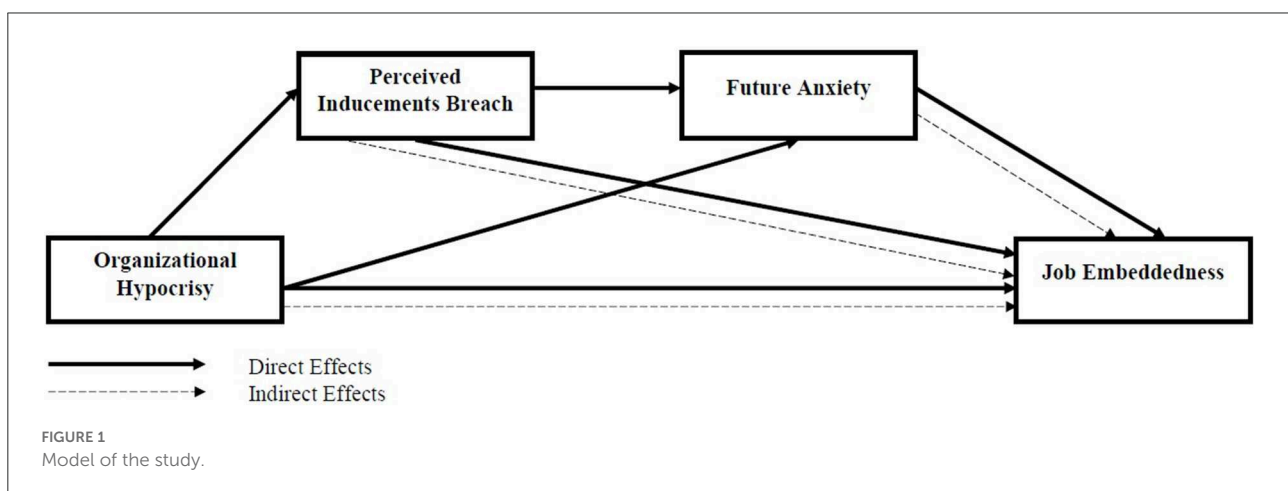 Perceived
Inducements Breach
Future Anxiety
Organizational
Hypocrisy
Job Embeddedness
Direct Effects
Indirect Effects
FIGURE 1
Model of the study.